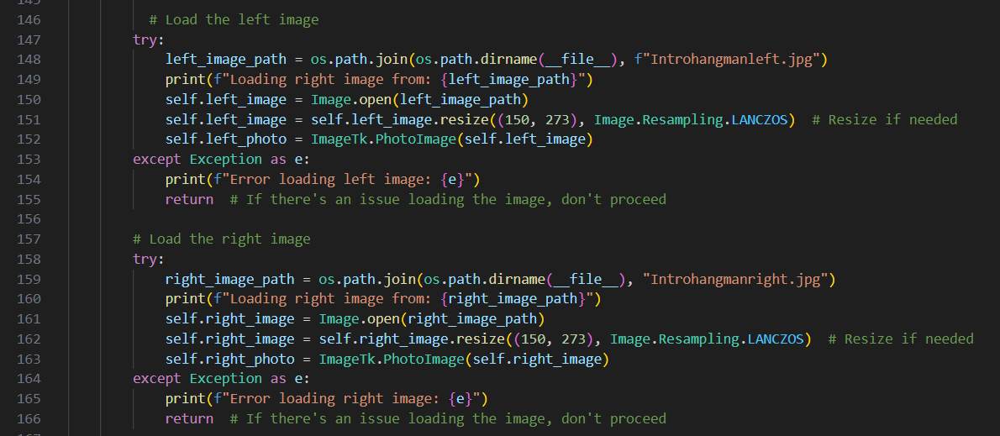 146 # Load the left image
147 try:
148 left_image_path = os.path.join(os.path.dirname(__file__), f"Introhangmanleft.jpg")
149 print(f"Loading right image from: {left_image_path}")
150 self.left_image = Image.open(left_image_path)
151 self.left_image = self.left_image.resize((150, 273), Image.Resampling.LANCZOS)  # Resize if needed
152 self.left_photo = ImageTk.PhotoImage(self.left_image)
153 except Exception as e:
154 print(f"Error loading left image: {e}")
155 return  # If there's an issue loading the image, don't proceed
156
157 # Load the right image
158 try:
159 right_image_path = os.path.join(os.path.dirname(__file__), "Introhangmanright.jpg")
160 print(f"Loading right image from: {right_image_path}")
161 self.right_image = Image.open(right_image_path)
162 self.right_image = self.right_image.resize((150, 273), Image.Resampling.LANCZOS)  # Resize if needed
163 self.right_photo = ImageTk.PhotoImage(self.right_image)
164 except Exception as e:
165 print(f"Error loading right image: {e}")
166 return  # If there's an issue loading the image, don't proceed